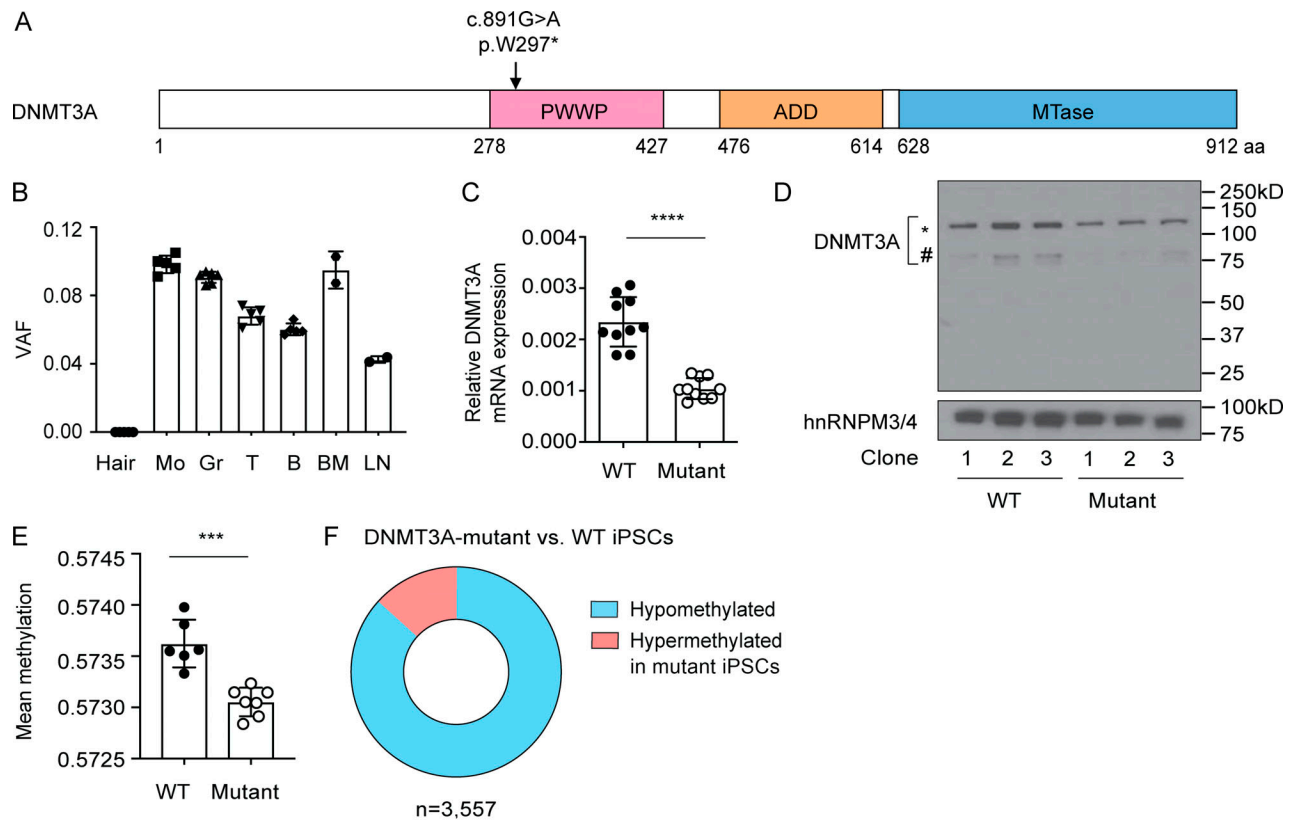 A
c.891G>A
p.W297*
DNMT3A
PWWP
ADD
MTase
1
278
427
476
614
628
912 aa
B
VAF
0.12
0.08
0.04
0.00
Hair
Mo
Gr
T
B
BM
LN
C
Relative DNMT3A
mRNA expression
****
0.004
0.003
0.002
0.001
0.000
WT
Mutant
D
DNMT3A
*
#
250kD
150
100
75
50
37
25
hnRNPM3/4
100kD
75
Clone
1
2
3
1
2
3
WT
Mutant
E
Mean methylation
***
0.5745
0.5740
0.5735
0.5730
0.5725
WT
Mutant
F
DNMT3A-mutant vs. WT iPSCs
Hypomethylated
Hypermethylated
in mutant iPSCs
n=3,557